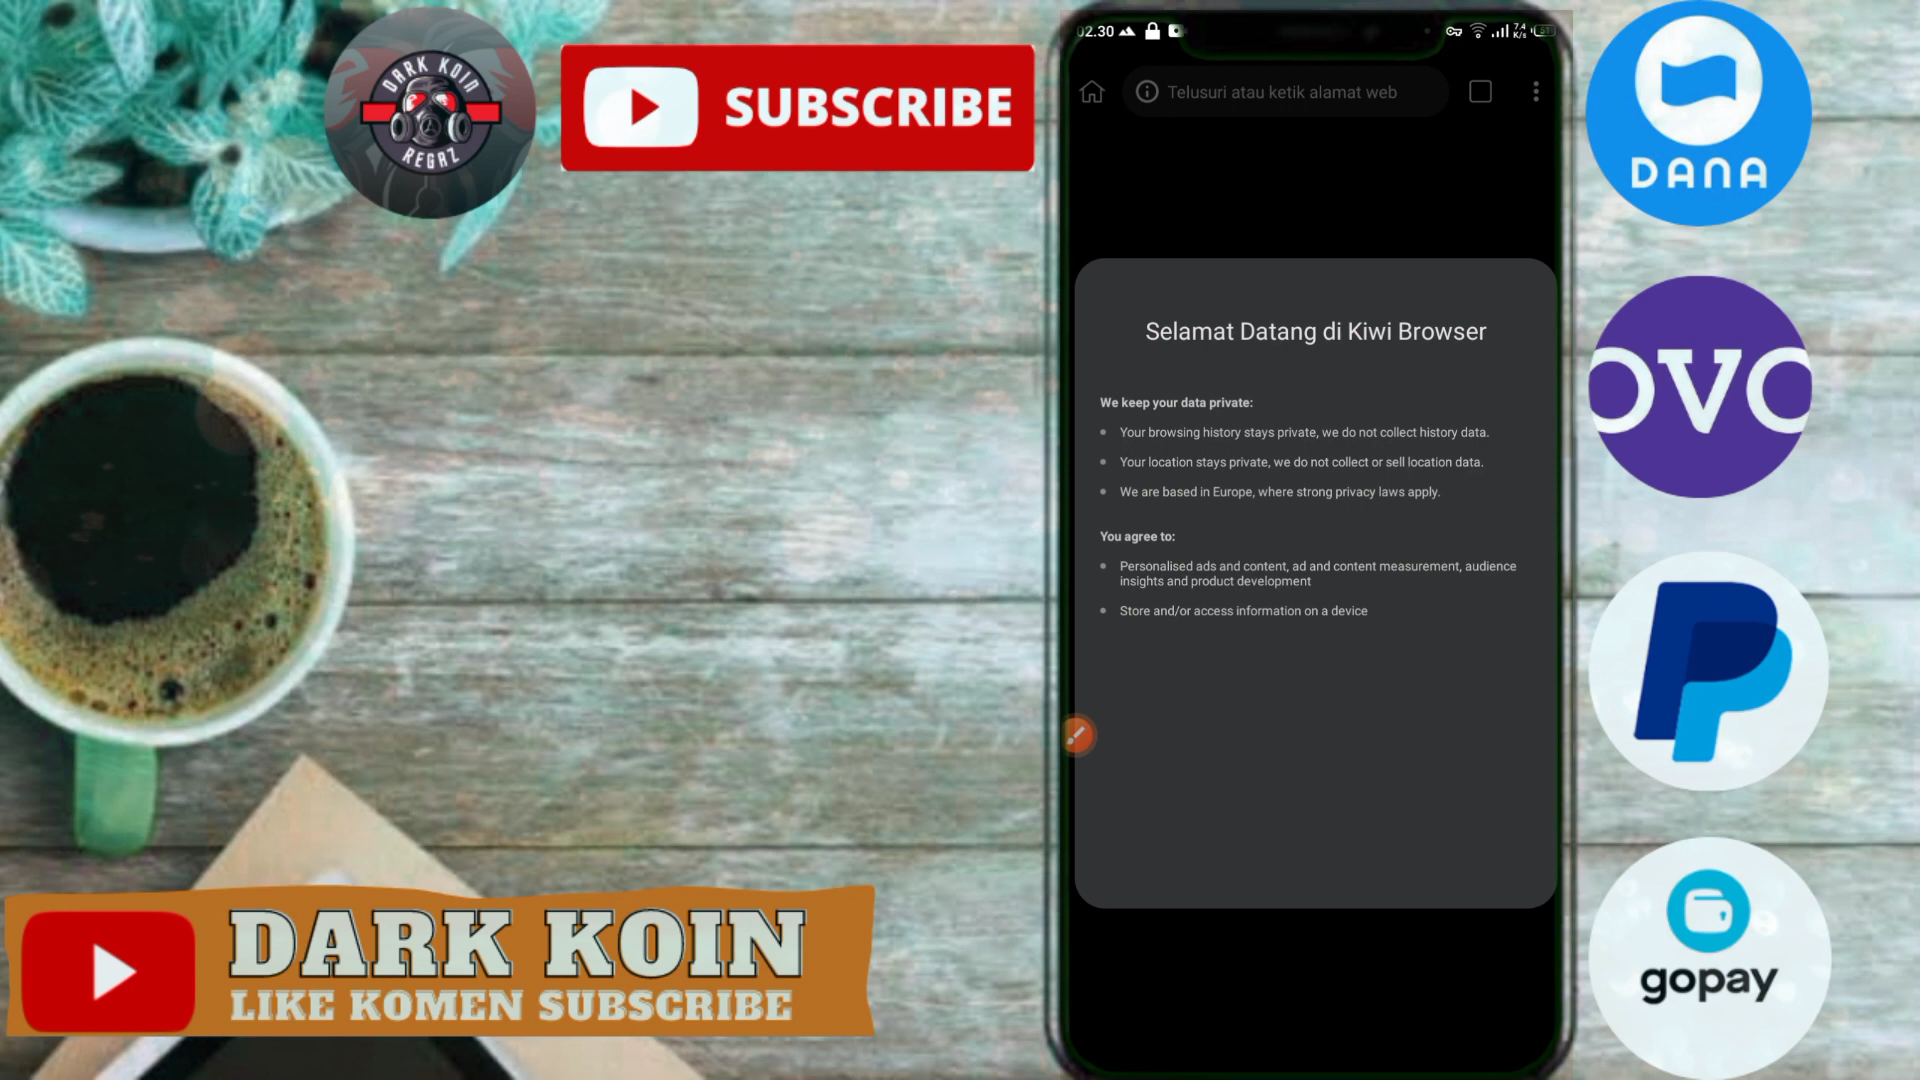 DARK KOIN
REGAZ
SUBSCRIBE
02.30
7.4
K/s
Telusuri atau ketik alamat web
Selamat Datang di Kiwi Browser
We keep your data private:
Your browsing history stays private, we do not collect history data.
Your location stays private, we do not collect or sell location data.
We are based in Europe, where strong privacy laws apply.
You agree to:
Personalised ads and content, ad and content measurement, audience
insights and product development
Store and/or access information on a device
DANA
OVO
gopay
DARK KOIN
LIKE KOMEN SUBSCRIBE